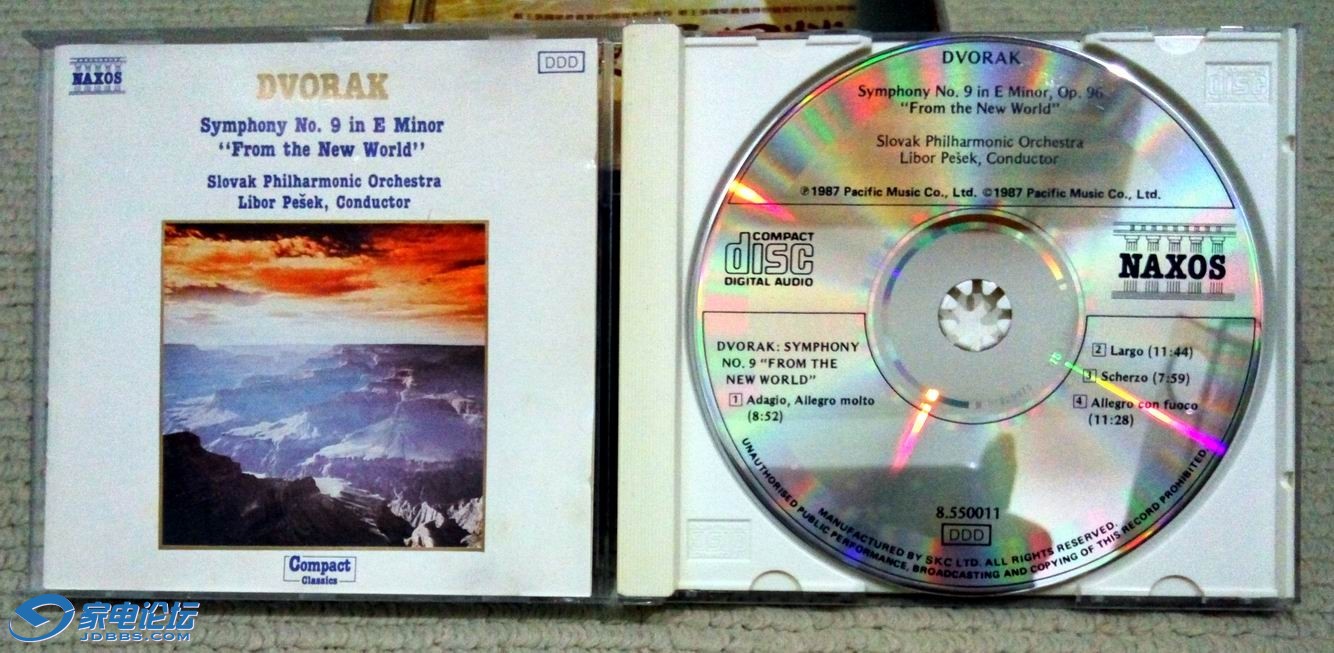 NAXOS
DDD
DVORAK
Symphony No. 9 in E Minor
“From the New World”
Slovak Philharmonic Orchestra
Libor Pešek, Conductor
Compact
Classics
DVORAK
Symphony No. 9 in E Minor, Op. 96
“From the New World”
Slovak Philharmonic Orchestra
Libor Pešek, Conductor
℗1987 Pacific Music Co., Ltd. ©1987 Pacific Music Co., Ltd.
COMPACT
disc
DIGITAL AUDIO
NAXOS
DVORAK: SYMPHONY
NO. 9 “FROM THE
NEW WORLD”
1 Adagio, Allegro molto
(8:52)
2 Largo (11:44)
3 Scherzo (7:59)
4 Allegro con fuoco
(11:28)
8.550011
DDD
MANUFACTURED BY SKC LTD. ALL RIGHTS RESERVED.
UNAUTHORISED PUBLIC PERFORMANCE, BROADCASTING AND COPYING OF THIS RECORD PROHIBITED.
disc
家电论坛
JDBBS.COM